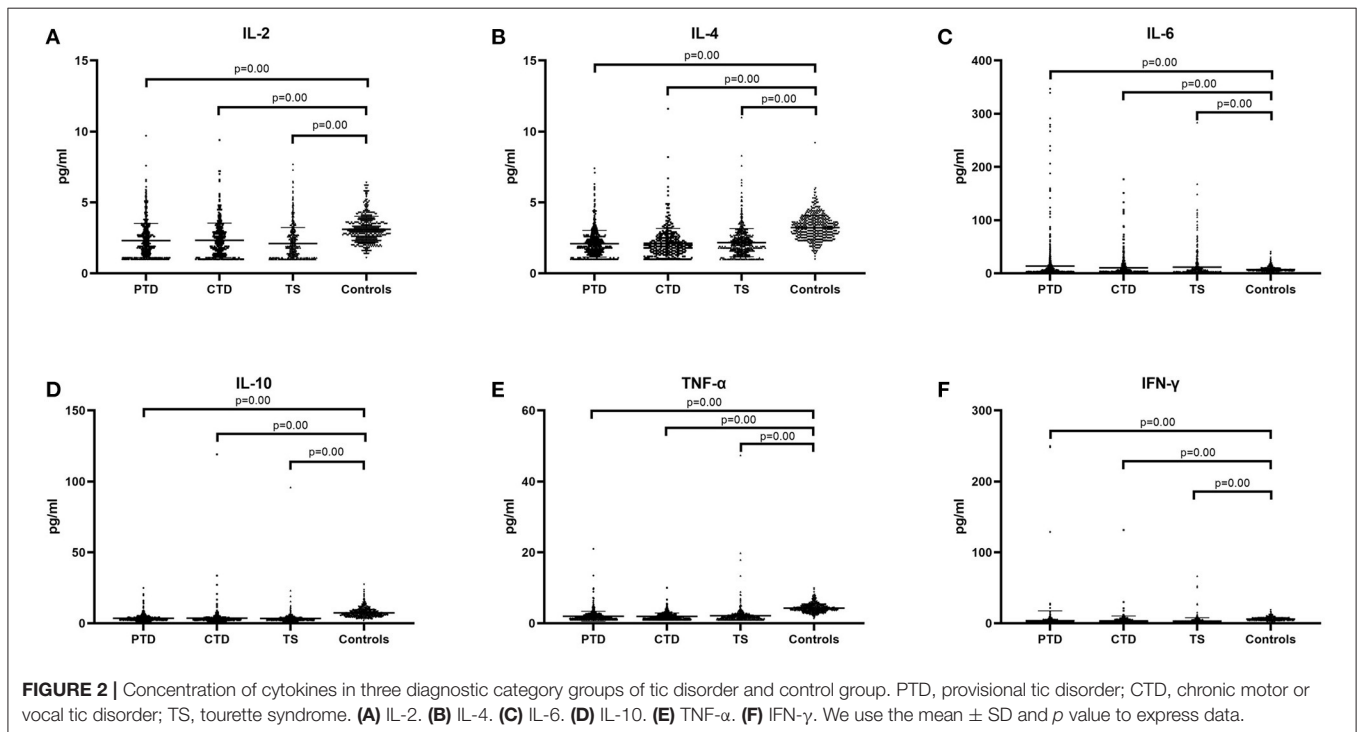 A
IL-2
15
10
5
0
pg/ml
p=0.00
p=0.00
p=0.00
PTD CTD TS Controls
B
IL-4
15
10
5
0
pg/ml
p=0.00
p=0.00
p=0.00
PTD CTD TS Controls
C
IL-6
400
300
200
100
0
pg/ml
p=0.00
p=0.00
p=0.00
PTD CTD TS Controls
D
IL-10
150
100
50
0
pg/ml
p=0.00
p=0.00
p=0.00
PTD CTD TS Controls
E
TNF-α
60
40
20
0
pg/ml
p=0.00
p=0.00
p=0.00
PTD CTD TS Controls
F
IFN-γ
300
200
100
0
pg/ml
p=0.00
p=0.00
p=0.00
PTD CTD TS Controls
FIGURE 2 | Concentration of cytokines in three diagnostic category groups of tic disorder and control group. PTD, provisional tic disorder; CTD, chronic motor or
vocal tic disorder; TS, tourette syndrome. (A) IL-2. (B) IL-4. (C) IL-6. (D) IL-10. (E) TNF-α. (F) IFN-γ. We use the mean ± SD and p value to express data.